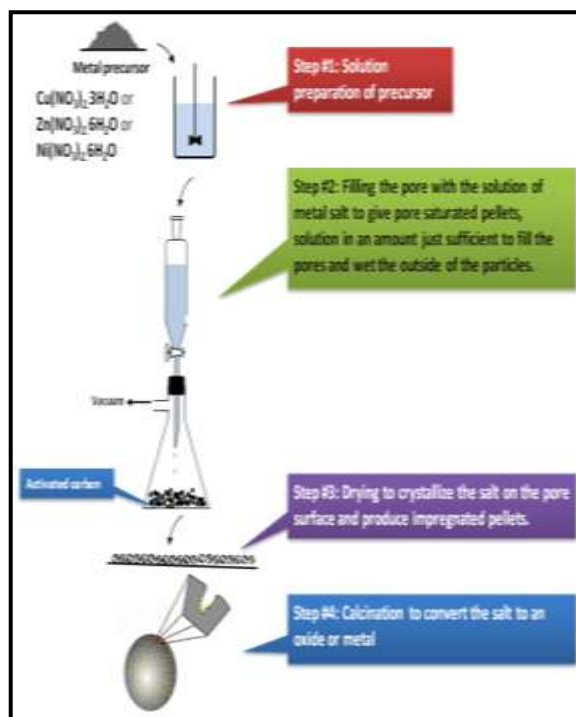 Metal precursor
Cu(NO₃)₂ 3H₂O or
Zn(NO₃)₂ 6H₂O or
Ni(NO₃)₂ 6H₂O
Step #1: Solution
preparation of precursor
Step #2: Filling the pore with the solution of
metal salt to give pore saturated pellets,
solution in an amount just sufficient to fill the
pores and wet the outside of the particles.
Vacuum
Activated carbon
Step #3: Drying to crystallize the salt on the pore
surface and produce impregnated pellets.
Step #4: Calcination to convert the salt to an
oxide or metal